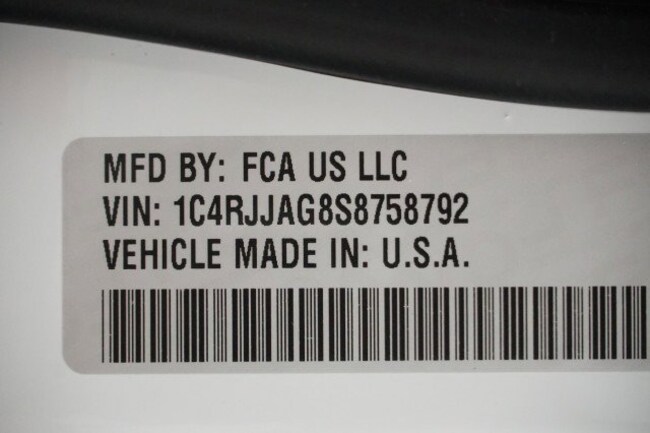 MFD BY: FCA US LLC
VIN: 1C4RJJAG8S8758792
VEHICLE MADE IN: U.S.A.